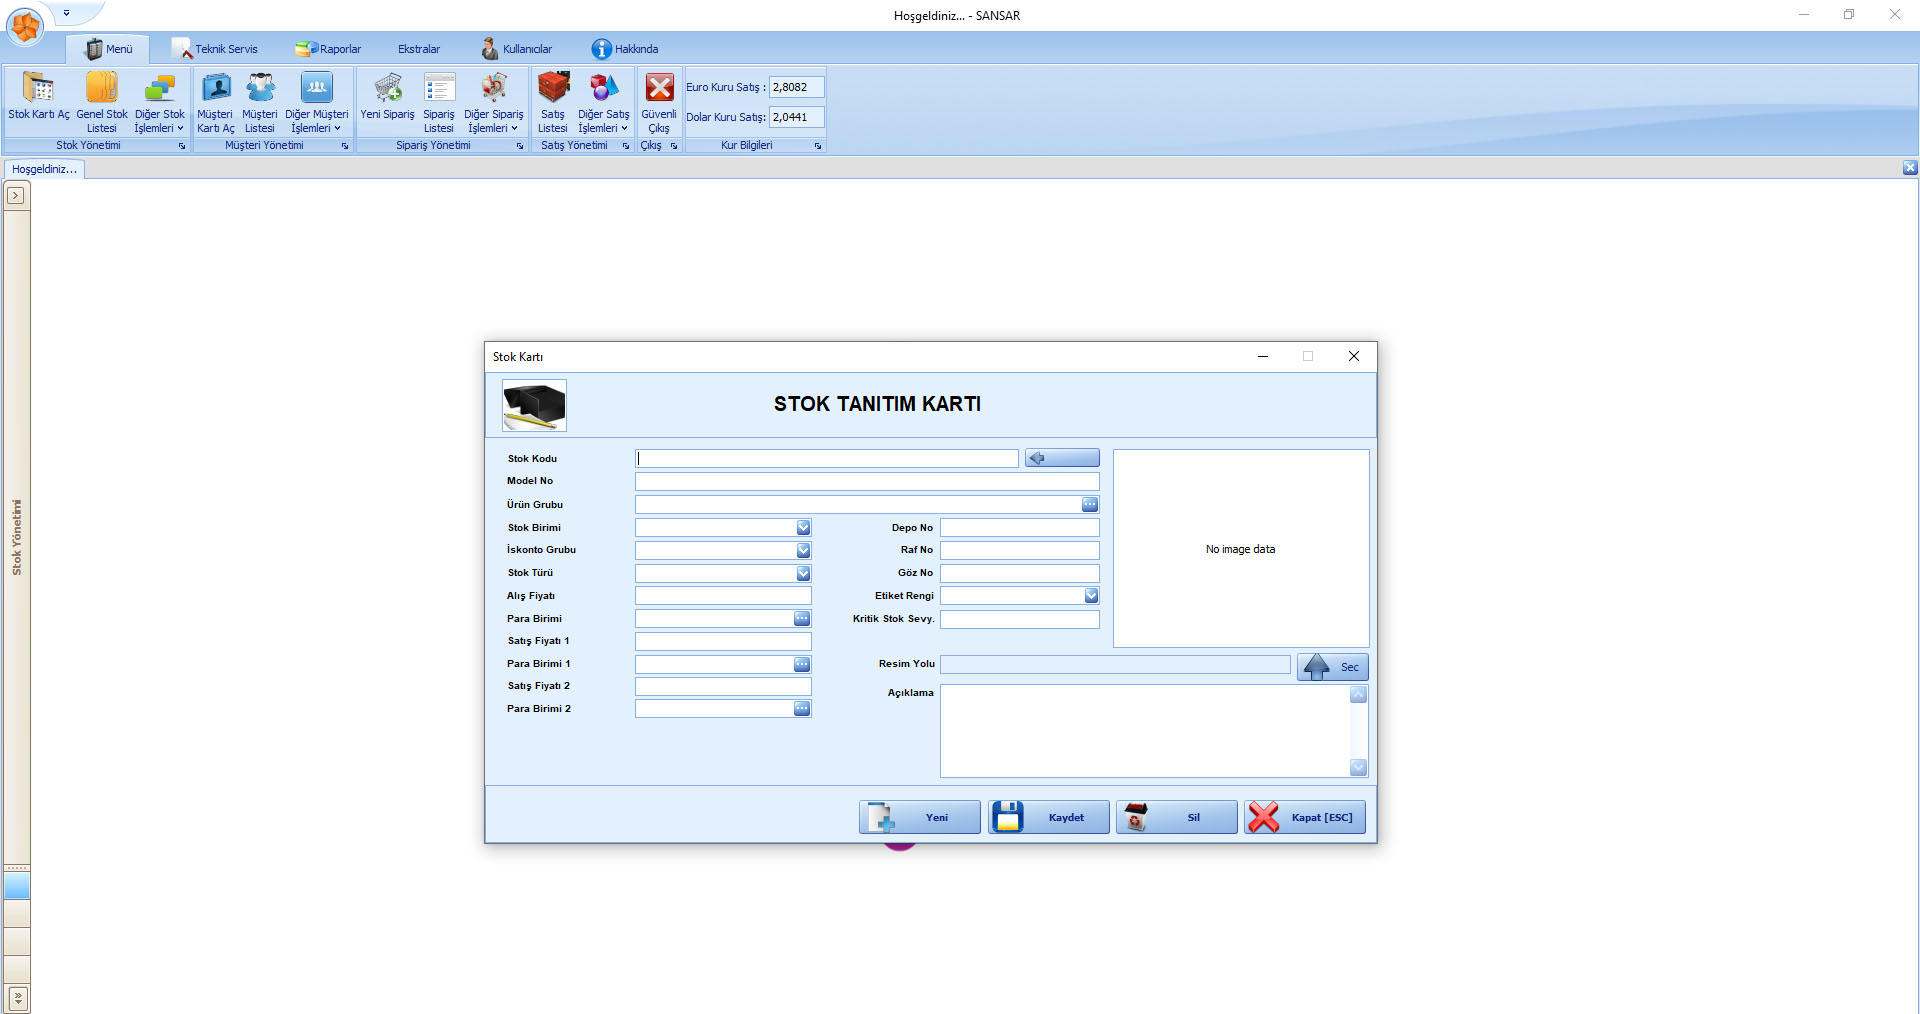 Hoşgeldiniz... - SANSAR
Menü
Teknik Servis
Raporlar
Ekstralar
Kullanıcılar
Hakkında
Stok Kartı Aç
Genel Stok Listesi
Diğer Stok İşlemleri
Stok Yönetimi
Müşteri Kartı Aç
Müşteri Listesi
Diğer Müşteri İşlemleri
Müşteri Yönetimi
Yeni Sipariş
Sipariş Listesi
Diğer Sipariş İşlemleri
Sipariş Yönetimi
Satış Listesi
Diğer Satış İşlemleri
Satış Yönetimi
Güvenli Çıkış
Çıkış
Euro Kuru Satış : 2,8082
Dolar Kuru Satış: 2,0441
Kur Bilgileri
Hoşgeldiniz...
Stok Yönetimi
Stok Kartı
STOK TANITIM KARTI
Stok Kodu
Model No
Ürün Grubu
Stok Birimi
İskonto Grubu
Stok Türü
Alış Fiyatı
Para Birimi
Satış Fiyatı 1
Para Birimi 1
Satış Fiyatı 2
Para Birimi 2
Depo No
Raf No
Göz No
Etiket Rengi
Kritik Stok Sevy.
No image data
Resim Yolu
Sec
Açıklama
Yeni
Kaydet
Sil
Kapat [ESC]